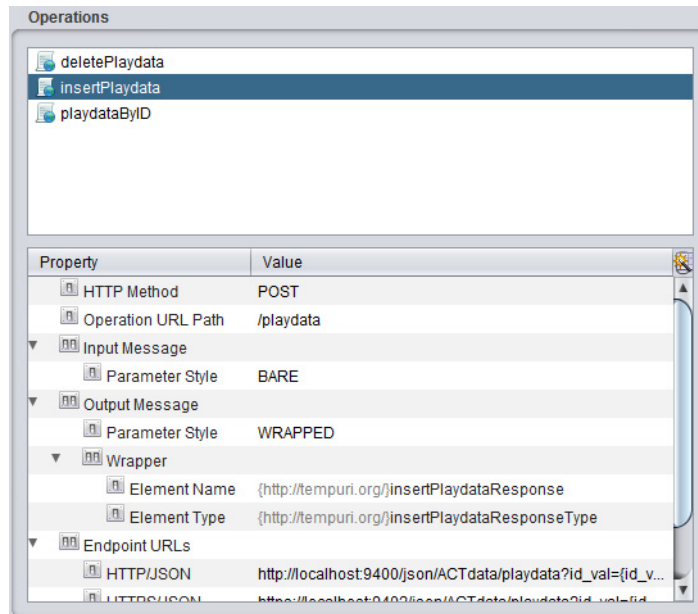 Operations
deletePlaydata
insertPlaydata
playdataByID
Property Value
HTTP Method POST
Operation URL Path /playdata
Input Message
Parameter Style BARE
Output Message
Parameter Style WRAPPED
Wrapper
Element Name {http://tempuri.org/}insertPlaydataResponse
Element Type {http://tempuri.org/}insertPlaydataResponseType
Endpoint URLs
HTTP/JSON http://localhost:9400/json/ACTdata/playdata?id_val={id_v...
HTTPS/JSON